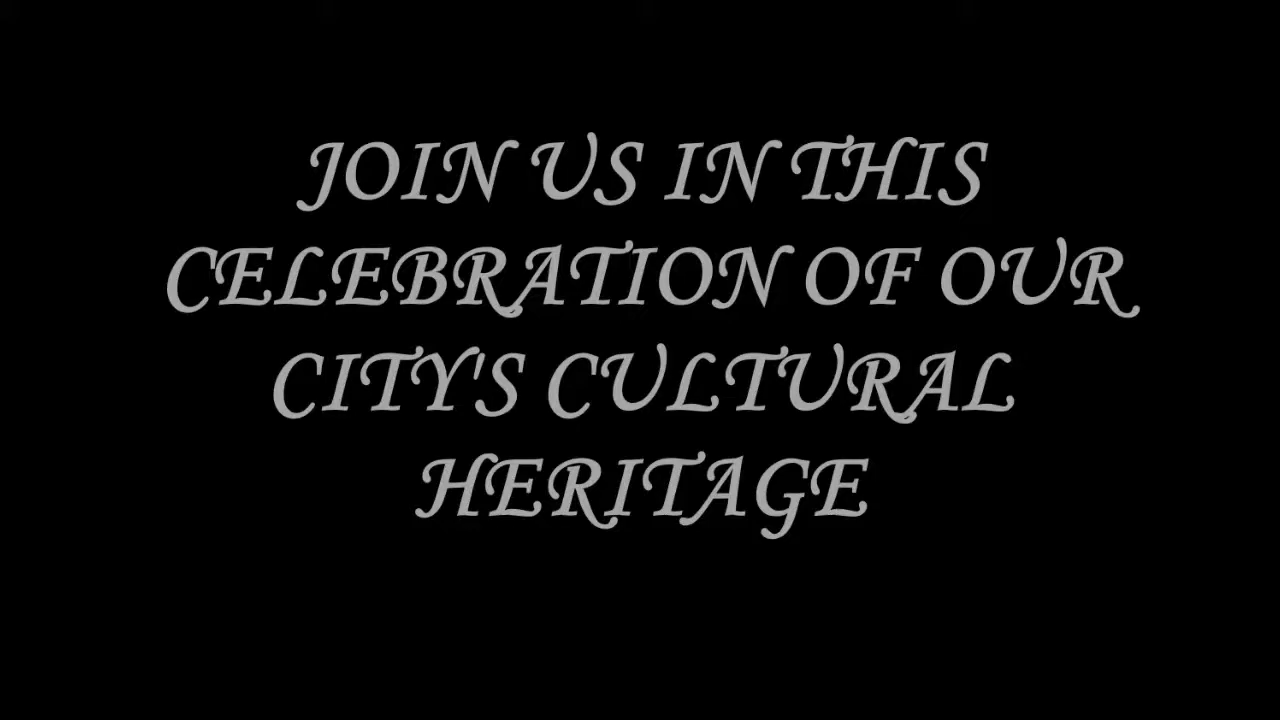 JOIN US IN THIS
CELEBRATION OF OUR
CITY'S CULTURAL
HERITAGE